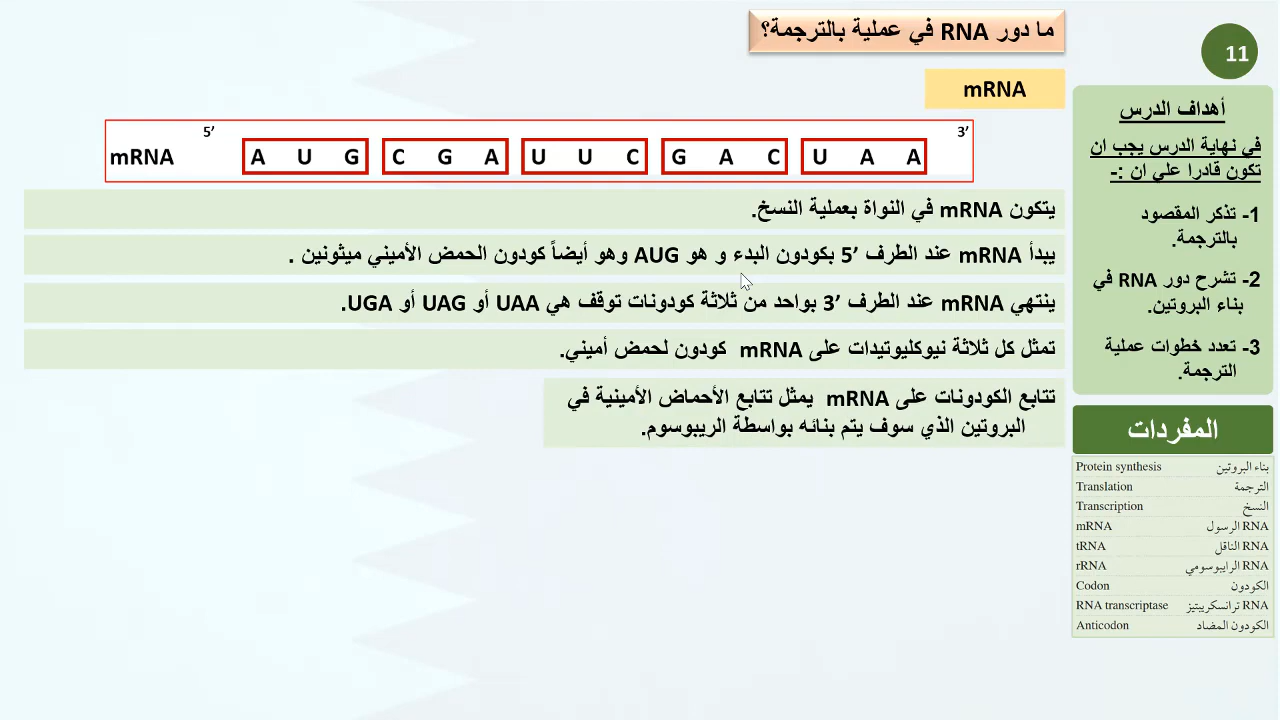 ما دور RNA في عملية بالترجمة؟
11
mRNA
5’ 3’
mRNA A U G C G A U U C G A C U A A
يتكون mRNA في النواة بعملية النسخ.
يبدأ mRNA عند الطرف ’5 بكودون البدء و هو AUG وهو أيضاً كودون الحمض الأميني ميثونين .
ينتهي mRNA عند الطرف ’3 بواحد من ثلاثة كودونات توقف هي UAA أو UAG أو UGA.
تمثل كل ثلاثة نيوكليوتيدات على mRNA كودون لحمض أميني.
تتابع الكودونات على mRNA يمثل تتابع الأحماض الأمينية في
البروتين الذي سوف يتم بنائه بواسطة الريبوسوم.
أهداف الدرس
في نهاية الدرس يجب ان
تكون قادرا علي ان :-
1- تذكر المقصود
بالترجمة.
2- تشرح دور RNA في
بناء البروتين.
3- تعدد خطوات عملية
الترجمة.
المفردات
Protein synthesis بناء البروتين
Translation الترجمة
Transcription النسخ
mRNA RNA الرسول
tRNA RNA الناقل
rRNA RNA الرايبوسومي
Codon الكودون
RNA transcriptase RNA ترانسكريبتيز
Anticodon الكودون المضاد